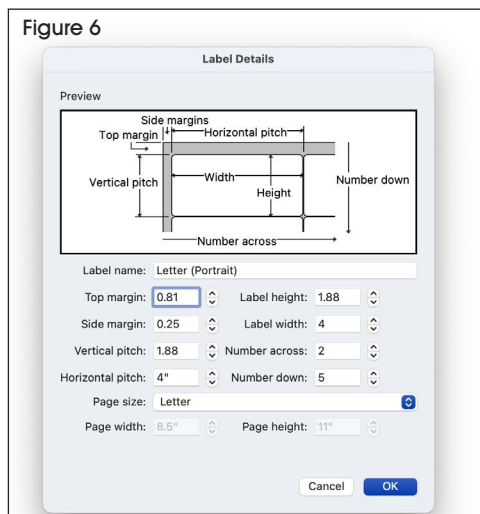 Figure 6
Label Details
Preview
Side margins
Top margin
Horizontal pitch
Vertical pitch
Width
Height
Number down
Number across
Label name: Letter (Portrait)
Top margin: 0.81 Label height: 1.88
Side margin: 0.25 Label width: 4
Vertical pitch: 1.88 Number across: 2
Horizontal pitch: 4" Number down: 5
Page size: Letter
Page width: 8.5" Page height: 11"
Cancel OK